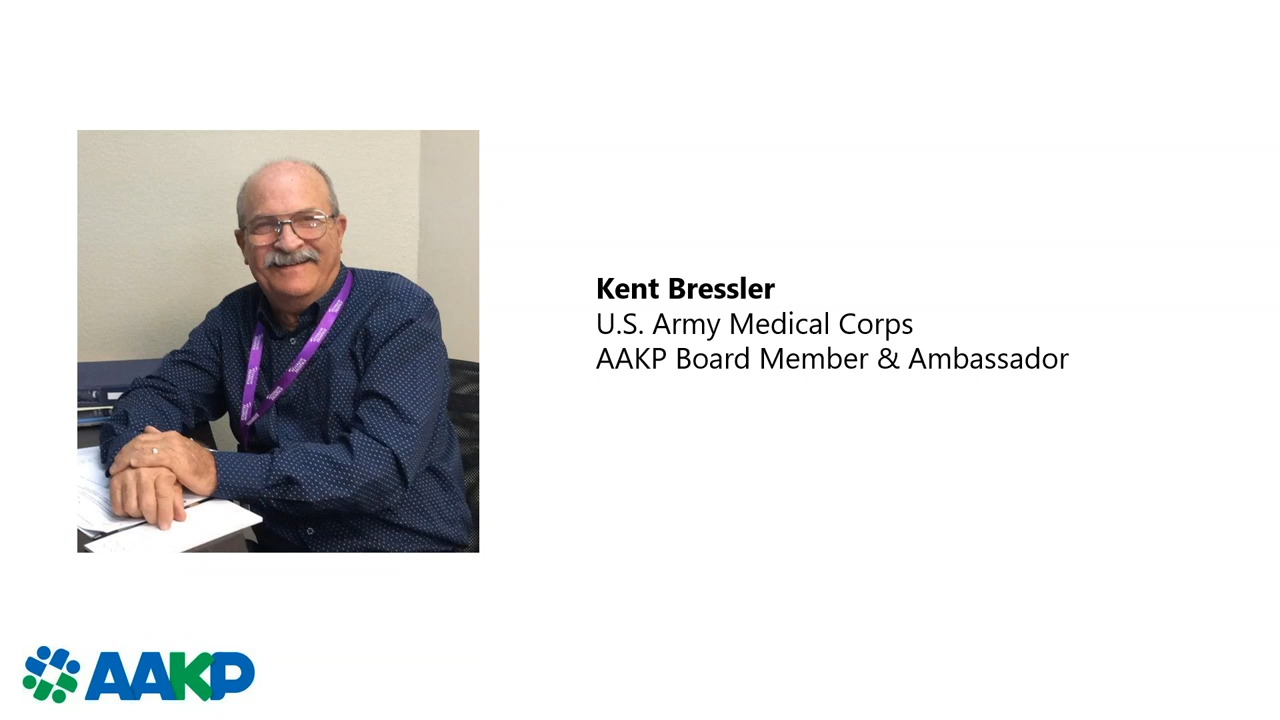 Kent Bressler
U.S. Army Medical Corps
AAKP Board Member & Ambassador
AAKP